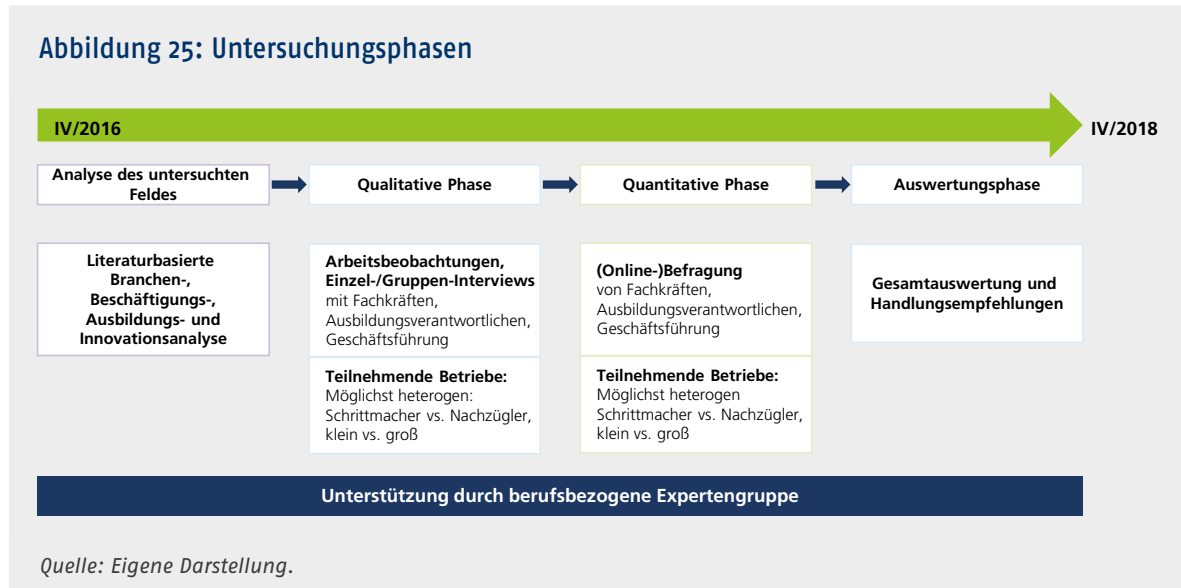 Abbildung 25: Untersuchungsphasen
IV/2016
IV/2018
Analyse des untersuchten
Feldes
Qualitative Phase
Quantitative Phase
Auswertungsphase
Literaturbasierte
Branchen-,
Beschäftigungs-,
Ausbildungs- und
Innovationsanalyse
Arbeitsbeobachtungen,
Einzel-/Gruppen-Interviews
mit Fachkräften,
Ausbildungsverantwortlichen,
Geschäftsführung
Teilnehmende Betriebe:
Möglichst heterogen:
Schrittmacher vs. Nachzügler,
klein vs. groß
(Online-)Befragung
von Fachkräften,
Ausbildungsverantwortlichen,
Geschäftsführung
Teilnehmende Betriebe:
Möglichst heterogen
Schrittmacher vs. Nachzügler,
klein vs. groß
Gesamtauswertung und
Handlungsempfehlungen
Unterstützung durch berufsbezogene Expertengruppe
Quelle: Eigene Darstellung.